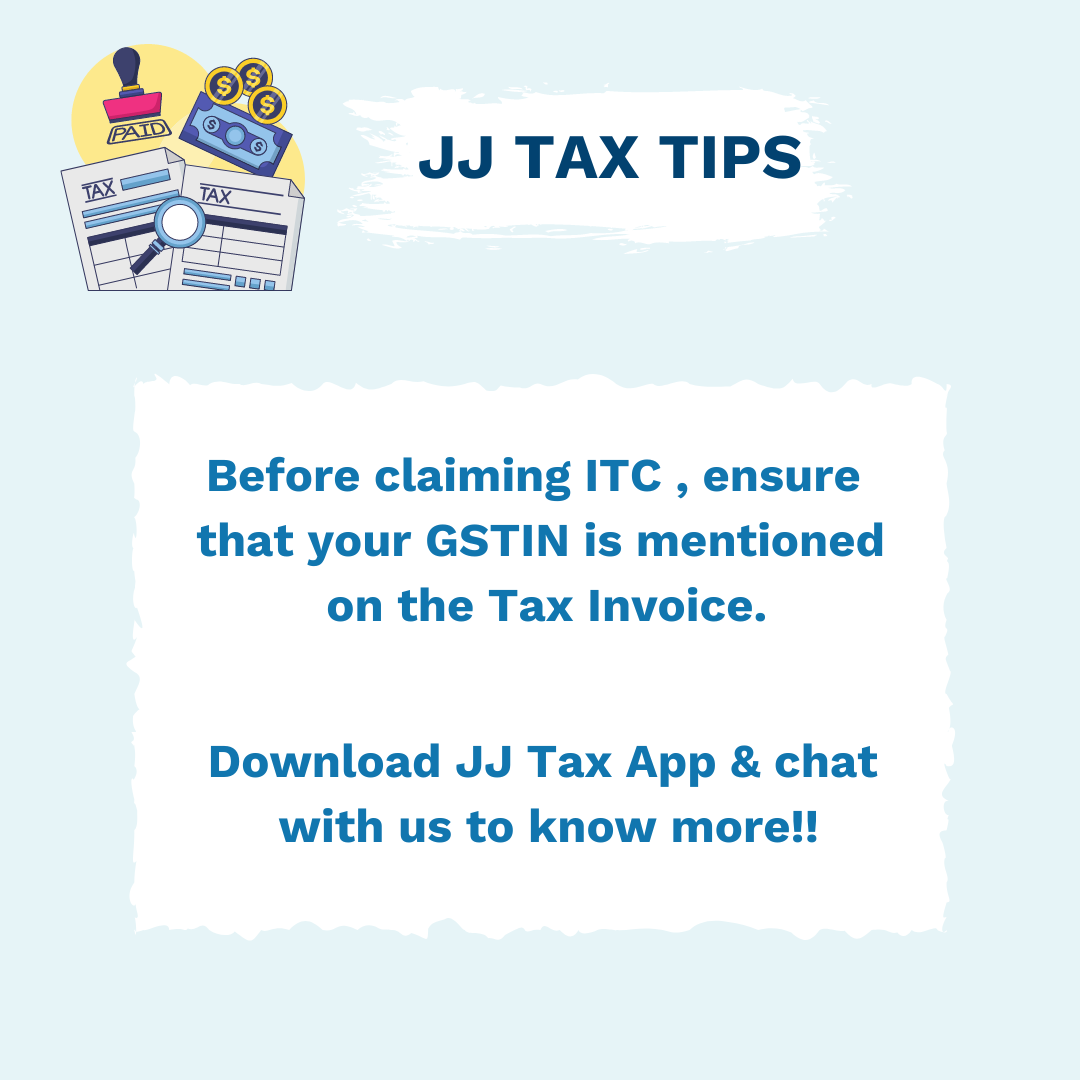 PAID
TAX
TAX
JJ TAX TIPS
Before claiming ITC , ensure
that your GSTIN is mentioned
on the Tax Invoice.
Download JJ Tax App & chat
with us to know more!!